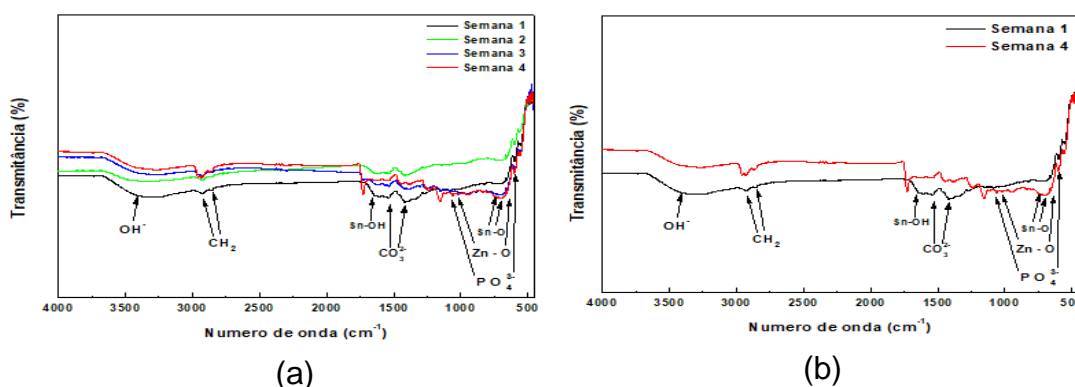 Semana 1
Semana 2
Semana 3
Semana 4
Transmitância (%)
OH⁻
CH₂
Sn-OH
CO₃²⁻
Sn-O
Zn - O
PO₄³⁻
4000 3500 3000 2500 2000 1500 1000 500
Numero de onda (cm⁻¹)
(a)
Semana 1
Semana 4
Transmitância (%)
OH⁻
CH₂
Sn-OH
CO₃²⁻
Sn-O
Zn - O
PO₄³⁻
4000 3500 3000 2500 2000 1500 1000 500
Numero de onda (cm⁻¹)
(b)